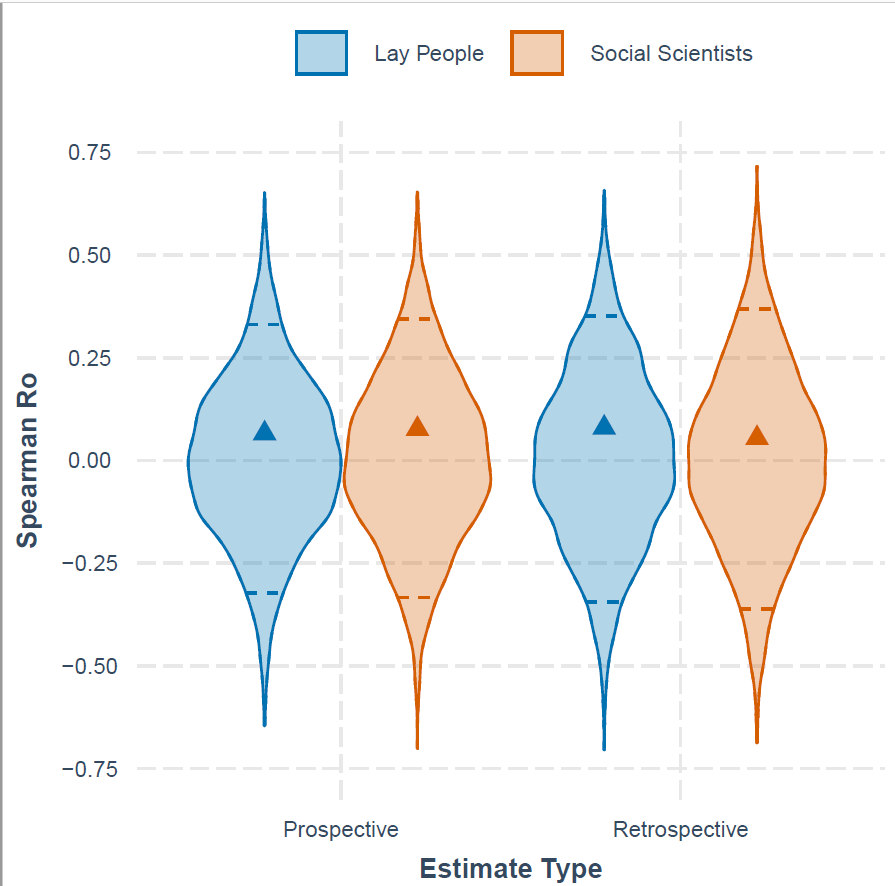 Lay People
Social Scientists
0.75
0.50
0.25
0.00
−0.25
−0.50
−0.75
Spearman Ro
Prospective
Retrospective
Estimate Type